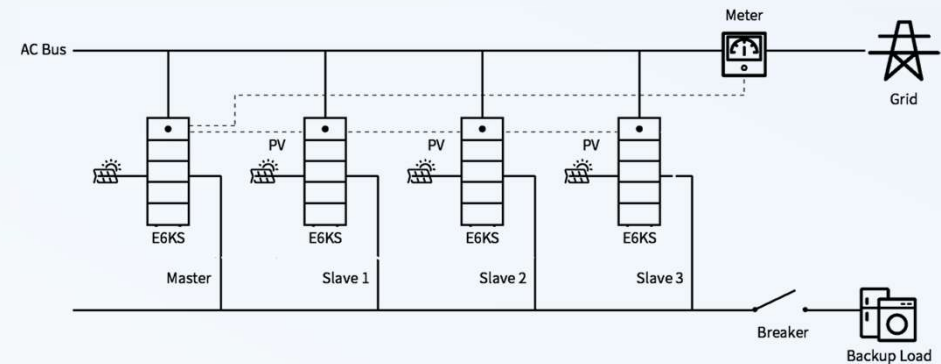 Meter
AC Bus
Grid
PV
PV
PV
E6KS
E6KS
E6KS
E6KS
Master
Slave 1
Slave 2
Slave 3
Breaker
Backup Load